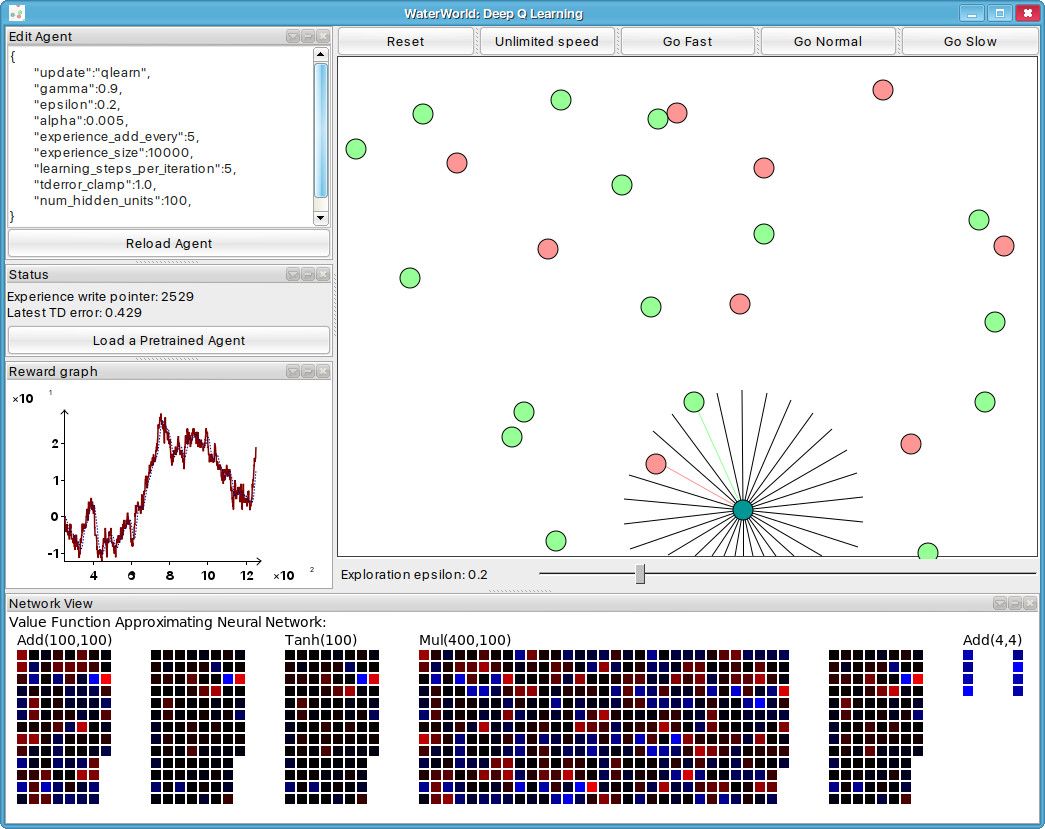 WaterWorld: Deep Q Learning
Edit Agent
{
"update":"qlearn",
"gamma":0.9,
"epsilon":0.2,
"alpha":0.005,
"experience_add_every":5,
"experience_size":10000,
"learning_steps_per_iteration":5,
"tderror_clamp":1.0,
"num_hidden_units":100,
}
Reload Agent
Status
Experience write pointer: 2529
Latest TD error: 0.429
Load a Pretrained Agent
Reward graph
×10 1
2
1
0
-1
4 6 8 10 12 ×10 2
Reset Unlimited speed Go Fast Go Normal Go Slow
Exploration epsilon: 0.2
Network View
Value Function Approximating Neural Network:
Add(100,100) Tanh(100) Mul(400,100) Add(4,4)